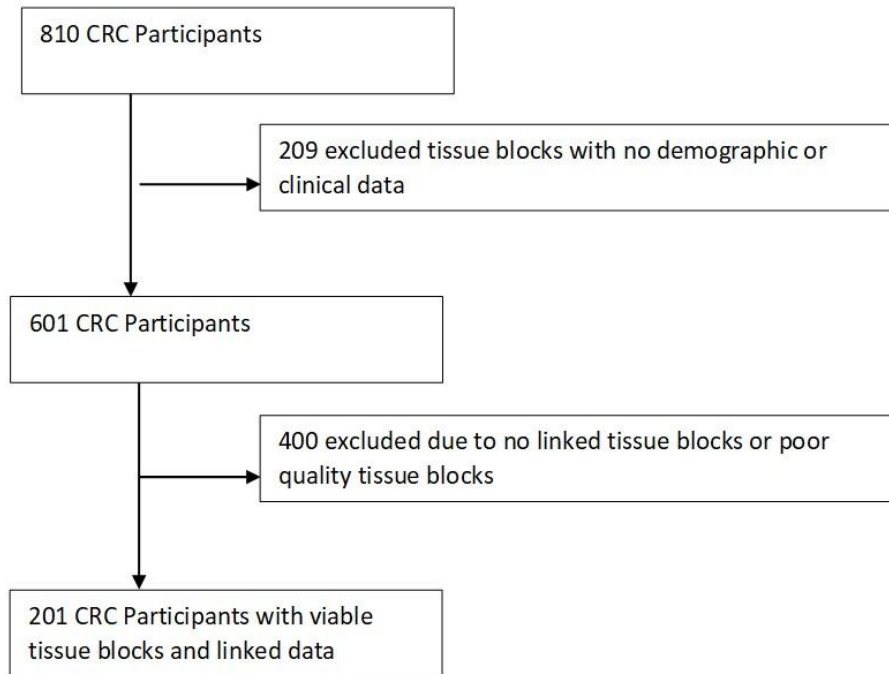 810 CRC Participants
209 excluded tissue blocks with no demographic or
clinical data
601 CRC Participants
400 excluded due to no linked tissue blocks or poor
quality tissue blocks
201 CRC Participants with viable
tissue blocks and linked data